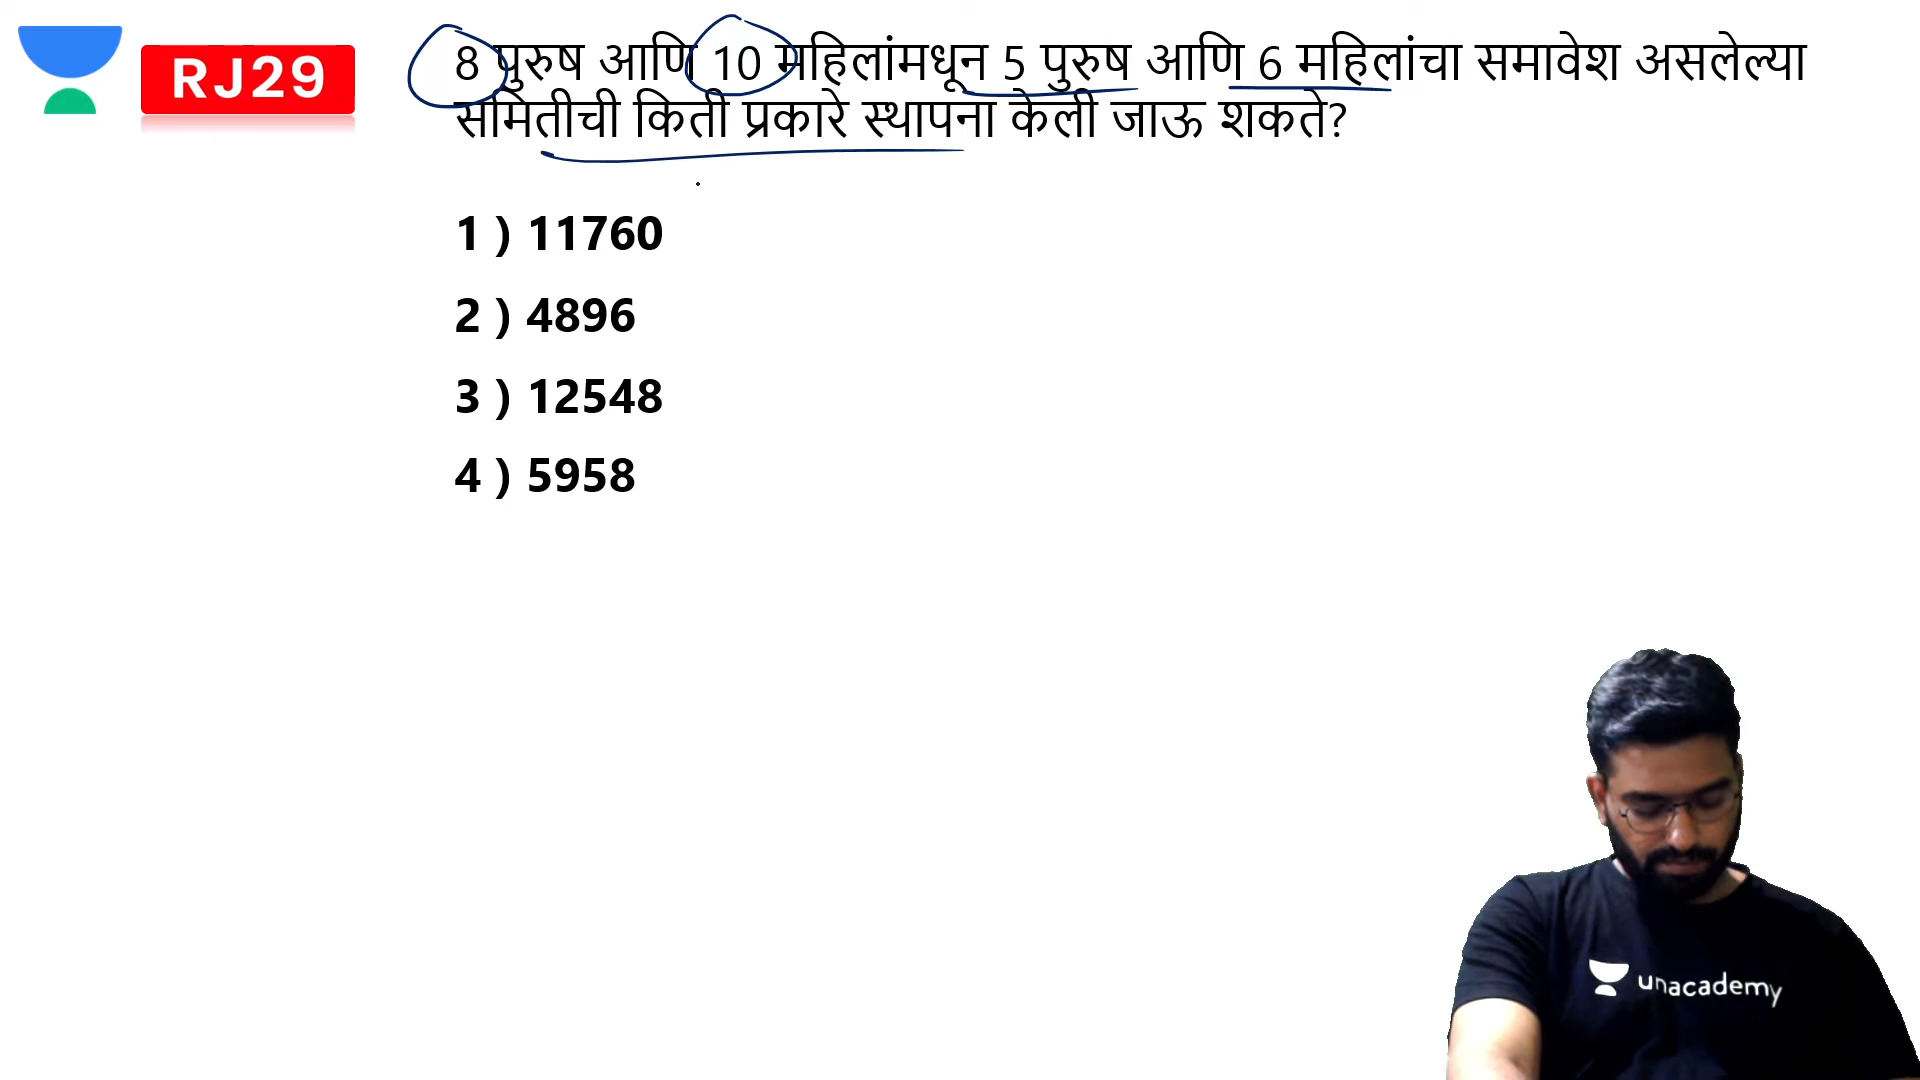 RJ29
8 पुरुष आणि 10 महिलांमधून 5 पुरुष आणि 6 महिलांचा समावेश असलेल्या
समितीची किती प्रकारे स्थापना केली जाऊ शकते?
1 ) 11760
2 ) 4896
3 ) 12548
4 ) 5958
unacademy